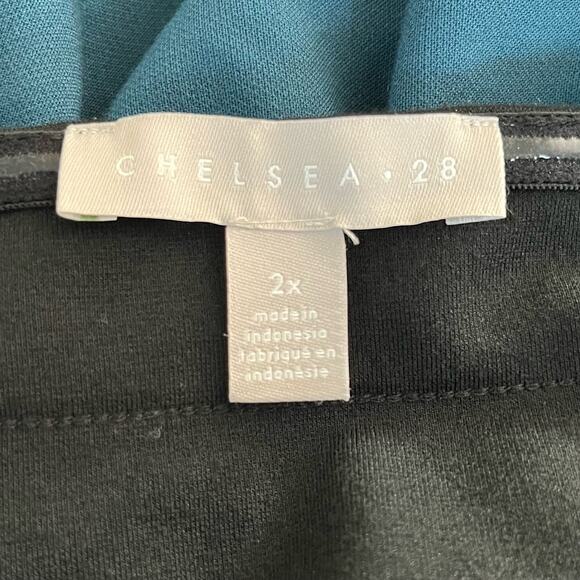 CHELSEA • 28
2x
made in
indonesia
fabriqué en
indonésie